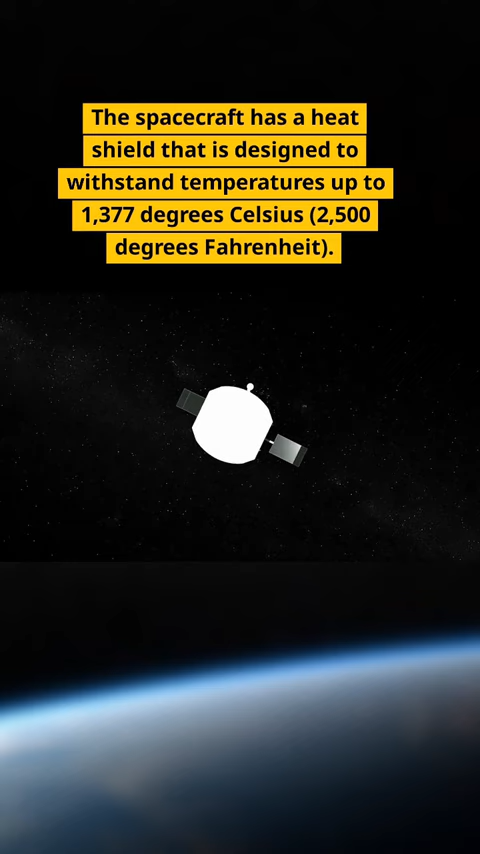 The spacecraft has a heat
shield that is designed to
withstand temperatures up to
1,377 degrees Celsius (2,500
degrees Fahrenheit).